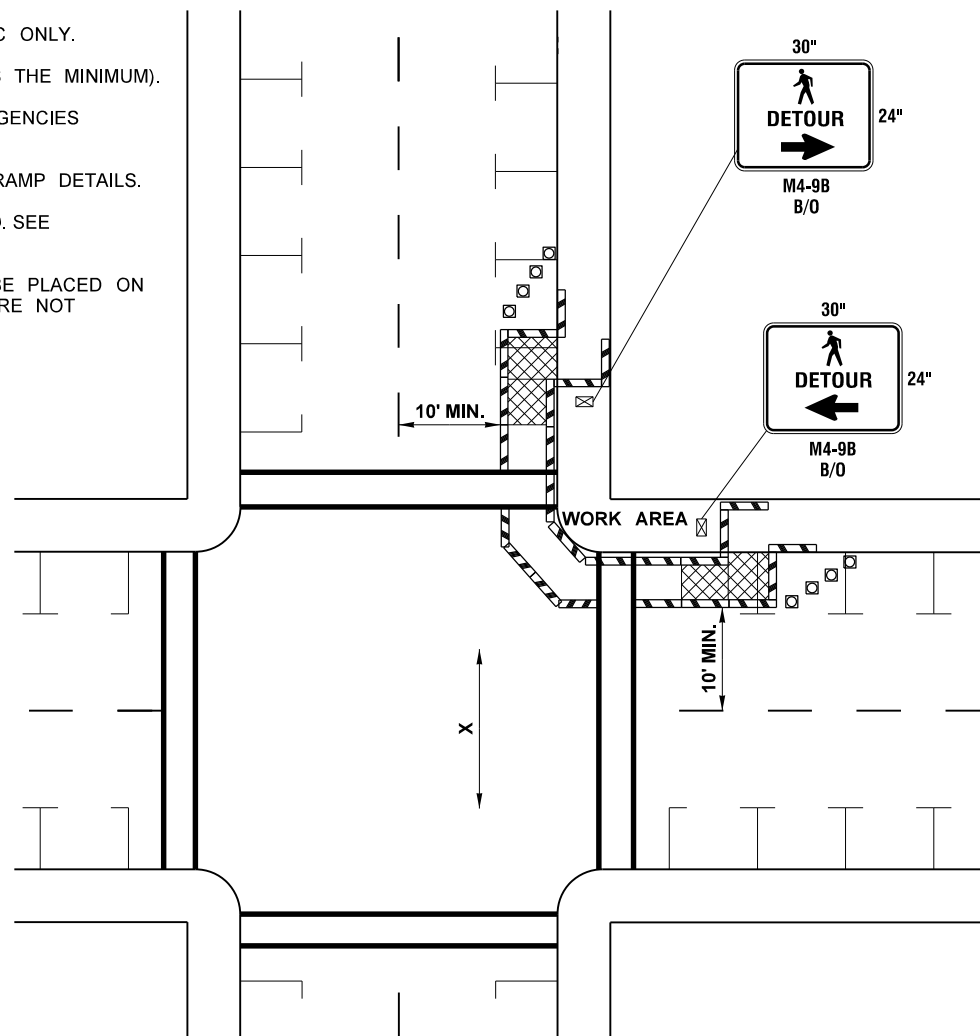 C ONLY.
THE MINIMUM).
GENCIES
RAMP DETAILS.
. SEE
BE PLACED ON
RE NOT
30"
DETOUR
24"
M4-9B
B/O
30"
DETOUR
24"
M4-9B
B/O
10' MIN.
WORK AREA
10' MIN.
X